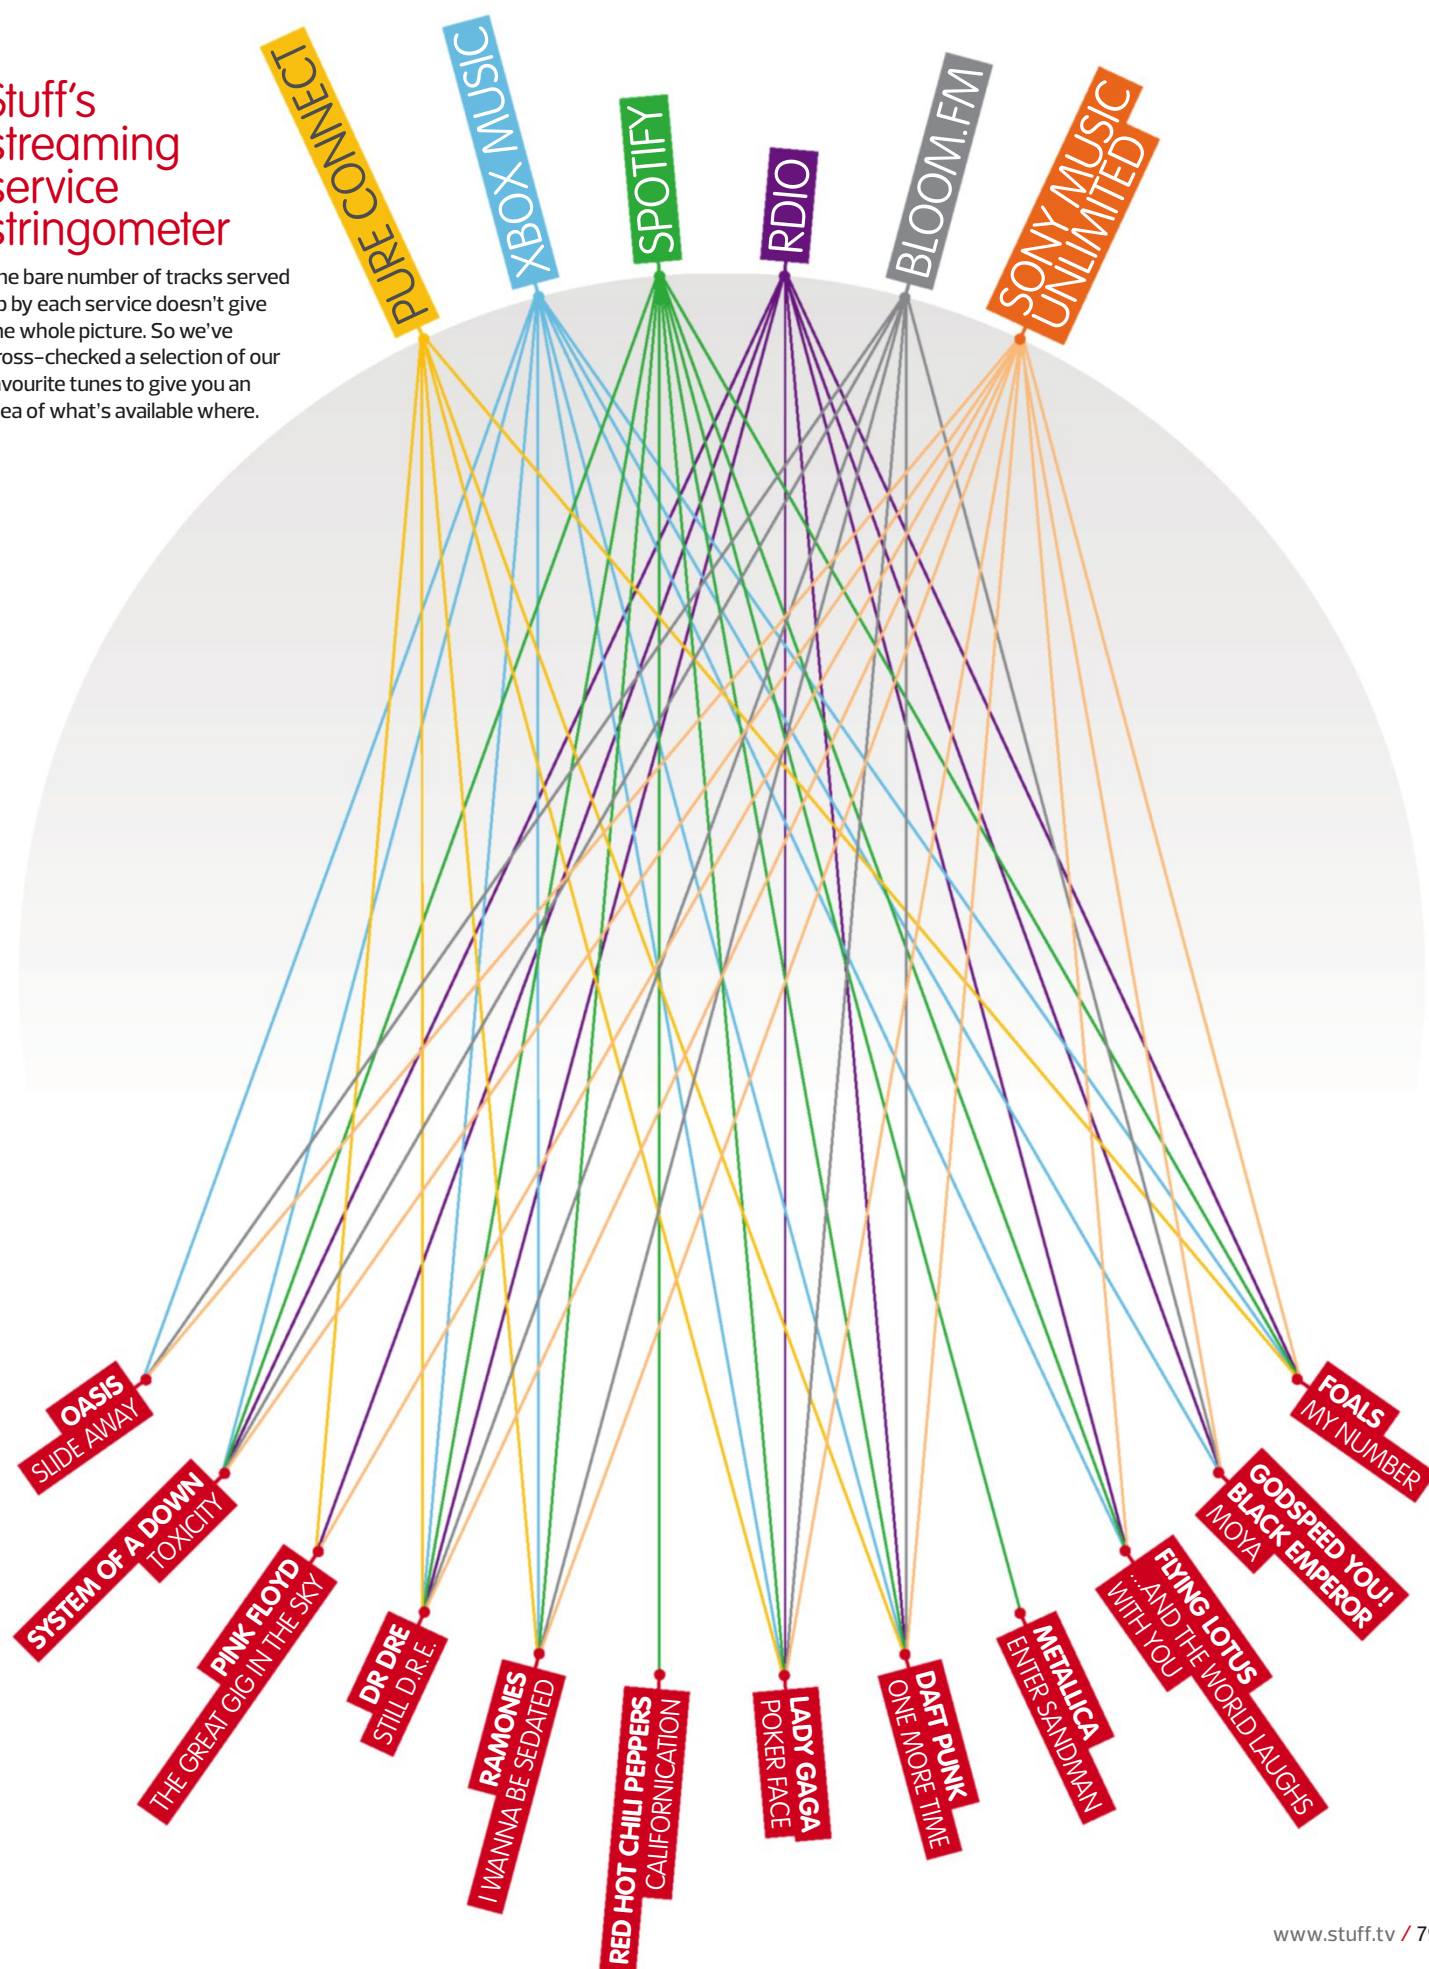 Stuff's
streaming
service
stringometer
he bare number of tracks served
p by each service doesn't give
he whole picture. So we've
ross-checked a selection of our
avourite tunes to give you an
ea of what's available where.
PURE CONNECT
XBOX MUSIC
SPOTIFY
RDIO
BLOOM.FM
SONY MUSIC
UNLIMITED
OASIS
SLIDE AWAY
SYSTEM OF A DOWN
TOXICITY
PINK FLOYD
THE GREAT GIG IN THE SKY
DR DRE
STILL D.R.E.
RAMONES
I WANNA BE SEDATED
RED HOT CHILI PEPPERS
CALIFORNICATION
LADY GAGA
POKER FACE
DAFT PUNK
ONE MORE TIME
METALLICA
ENTER SANDMAN
FLYING LOTUS
...AND THE WORLD LAUGHS
WITH YOU
GODSPEED YOU!
BLACK EMPEROR
MOYA
FOALS
MY NUMBER
www.stuff.tv / 79